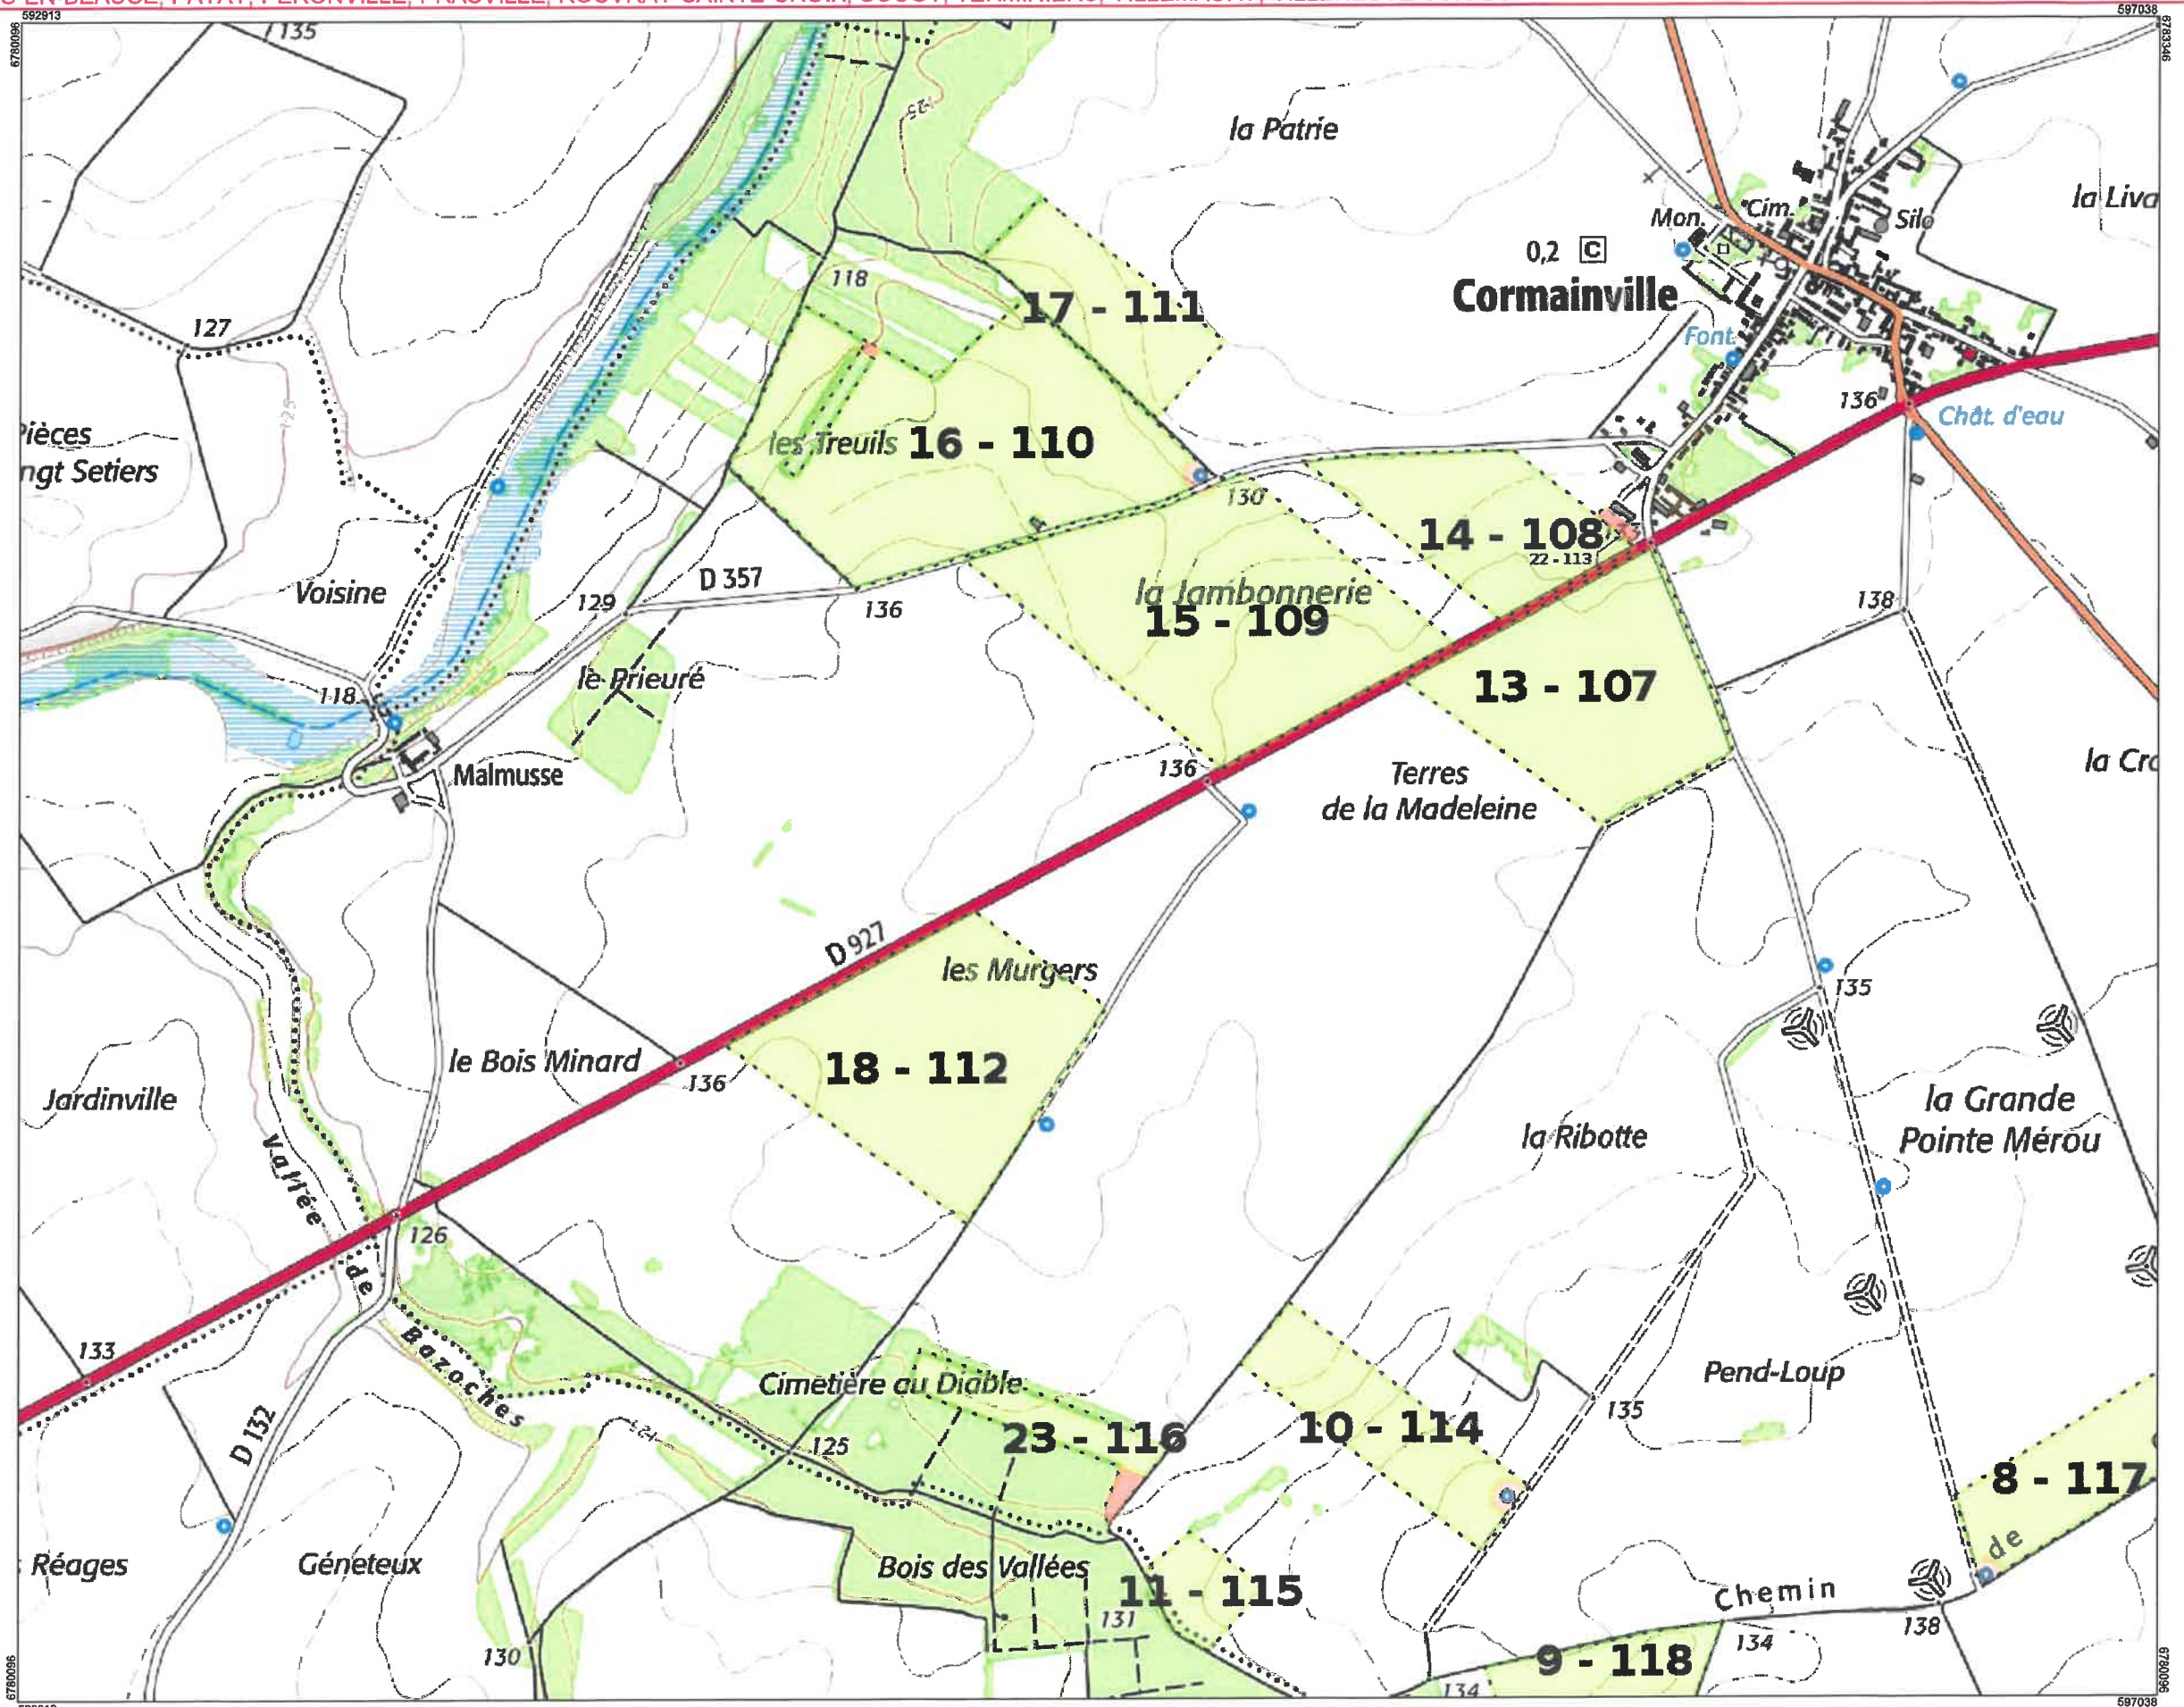 592913
597038
6780096
6783346
135
125
la Patrie
la Liva
Mon.
Cim.
Silo
0,2 C
Cormainville
Font.
118
17 - 111
127
125
Pièces
ngt Setiers
les Treuils
16 - 110
136
Chât. d'eau
130
14 - 108
22 - 113
Voisine
129
D 357
136
la Jambonnerie
15 - 109
138
le Prieuré
118
13 - 107
Malmusse
136
Terres
de la Madeleine
la Cro
D 927
les Murgers
135
le Bois Minard
136
18 - 112
Jardinville
la Grande
Pointe Mérou
la Ribotte
Vallée
de
Bazoches
126
133
D 132
Cimetière au Diable
Pend-Loup
135
125
23 - 116
10 - 114
8 - 117
Réages
Géneteux
Bois des Vallées
11 - 115
131
Chemin
de
138
130
134
9 - 118
134
6780096
6780096
597038